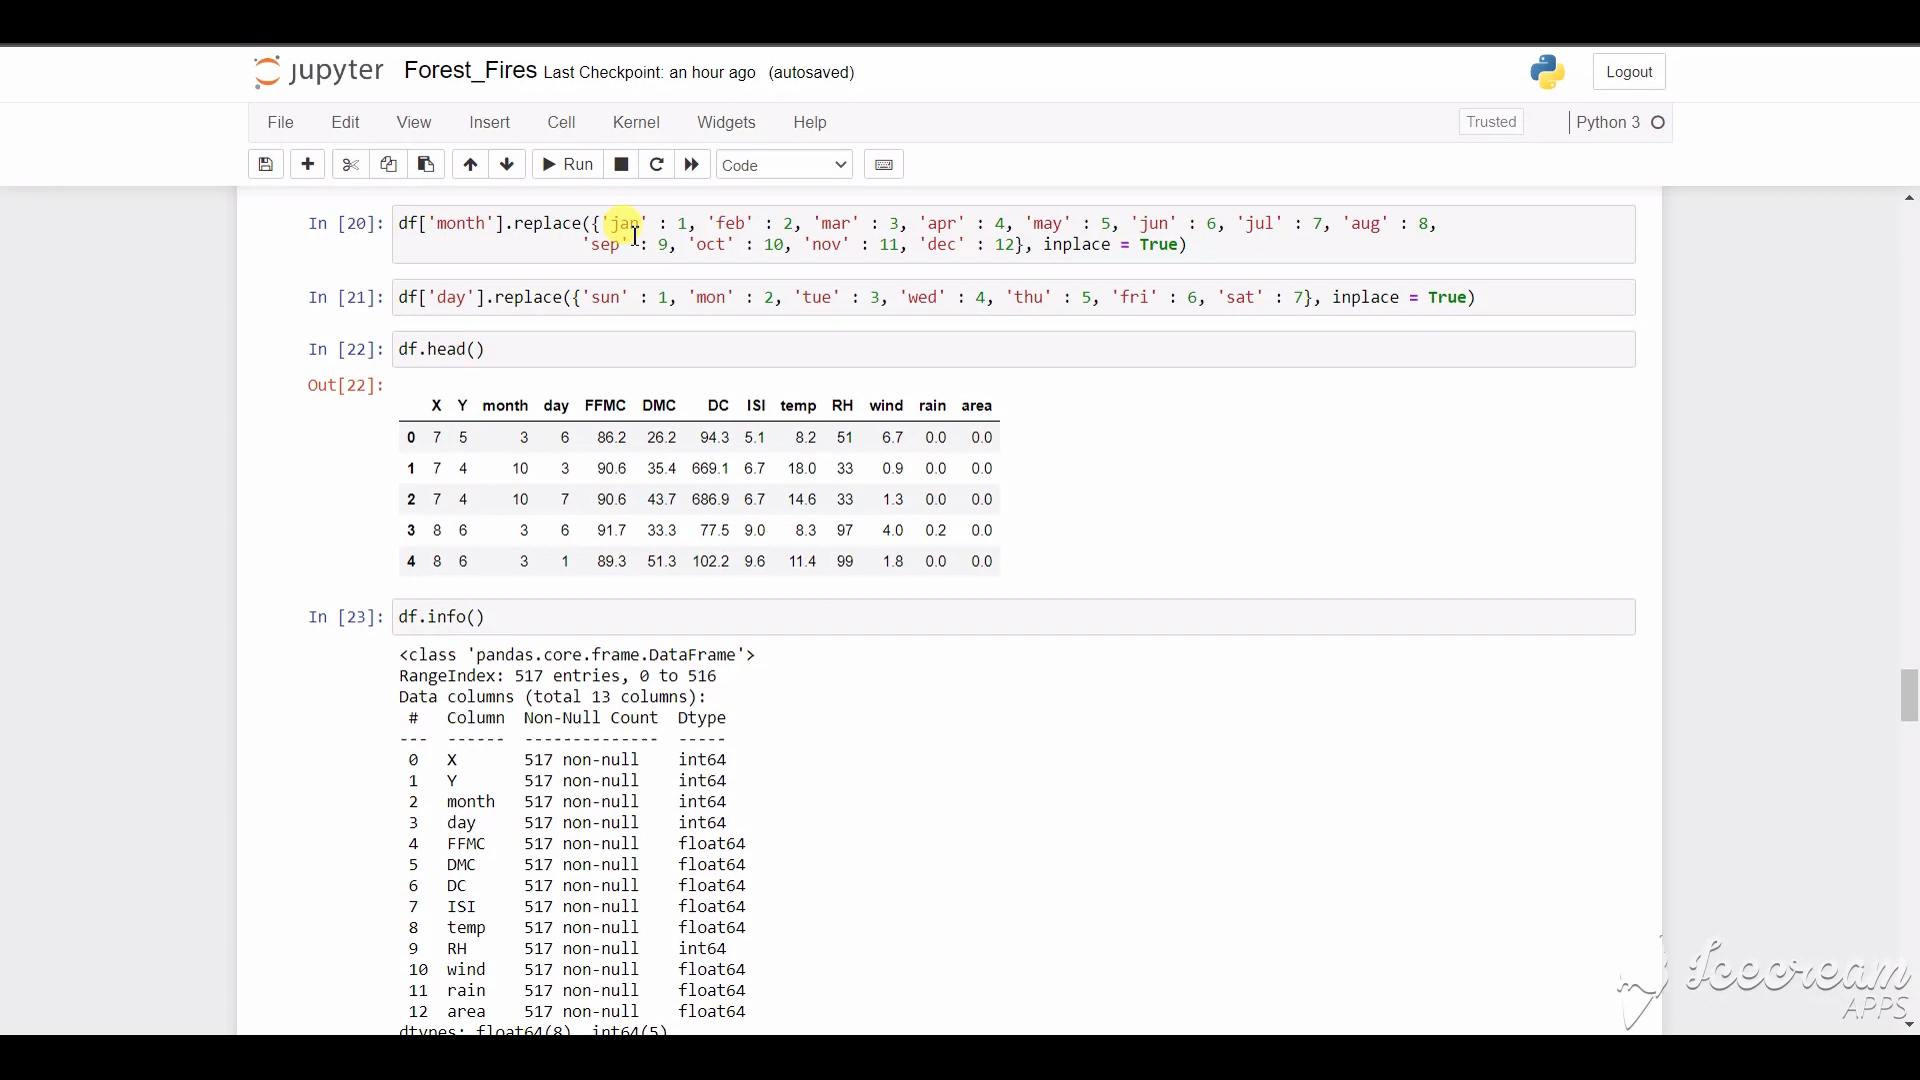 jupyter Forest_Fires Last Checkpoint: an hour ago (autosaved) Logout
File Edit View Insert Cell Kernel Widgets Help Trusted Python 3
Run Code
In [20]: df['month'].replace({'jan' : 1, 'feb' : 2, 'mar' : 3, 'apr' : 4, 'may' : 5, 'jun' : 6, 'jul' : 7, 'aug' : 8,
'sep' : 9, 'oct' : 10, 'nov' : 11, 'dec' : 12}, inplace = True)
In [21]: df['day'].replace({'sun' : 1, 'mon' : 2, 'tue' : 3, 'wed' : 4, 'thu' : 5, 'fri' : 6, 'sat' : 7}, inplace = True)
In [22]: df.head()
Out[22]:
X Y month day FFMC DMC DC ISI temp RH wind rain area
0 7 5 3 6 86.2 26.2 94.3 5.1 8.2 51 6.7 0.0 0.0
1 7 4 10 3 90.6 35.4 669.1 6.7 18.0 33 0.9 0.0 0.0
2 7 4 10 7 90.6 43.7 686.9 6.7 14.6 33 1.3 0.0 0.0
3 8 6 3 6 91.7 33.3 77.5 9.0 8.3 97 4.0 0.2 0.0
4 8 6 3 1 89.3 51.3 102.2 9.6 11.4 99 1.8 0.0 0.0
In [23]: df.info()
<class 'pandas.core.frame.DataFrame'>
RangeIndex: 517 entries, 0 to 516
Data columns (total 13 columns):
# Column Non-Null Count Dtype
--- ------ -------------- -----
0 X 517 non-null int64
1 Y 517 non-null int64
2 month 517 non-null int64
3 day 517 non-null int64
4 FFMC 517 non-null float64
5 DMC 517 non-null float64
6 DC 517 non-null float64
7 ISI 517 non-null float64
8 temp 517 non-null float64
9 RH 517 non-null int64
10 wind 517 non-null float64
11 rain 517 non-null float64
12 area 517 non-null float64
dtypes: float64(8), int64(5)
Icecream
APPS